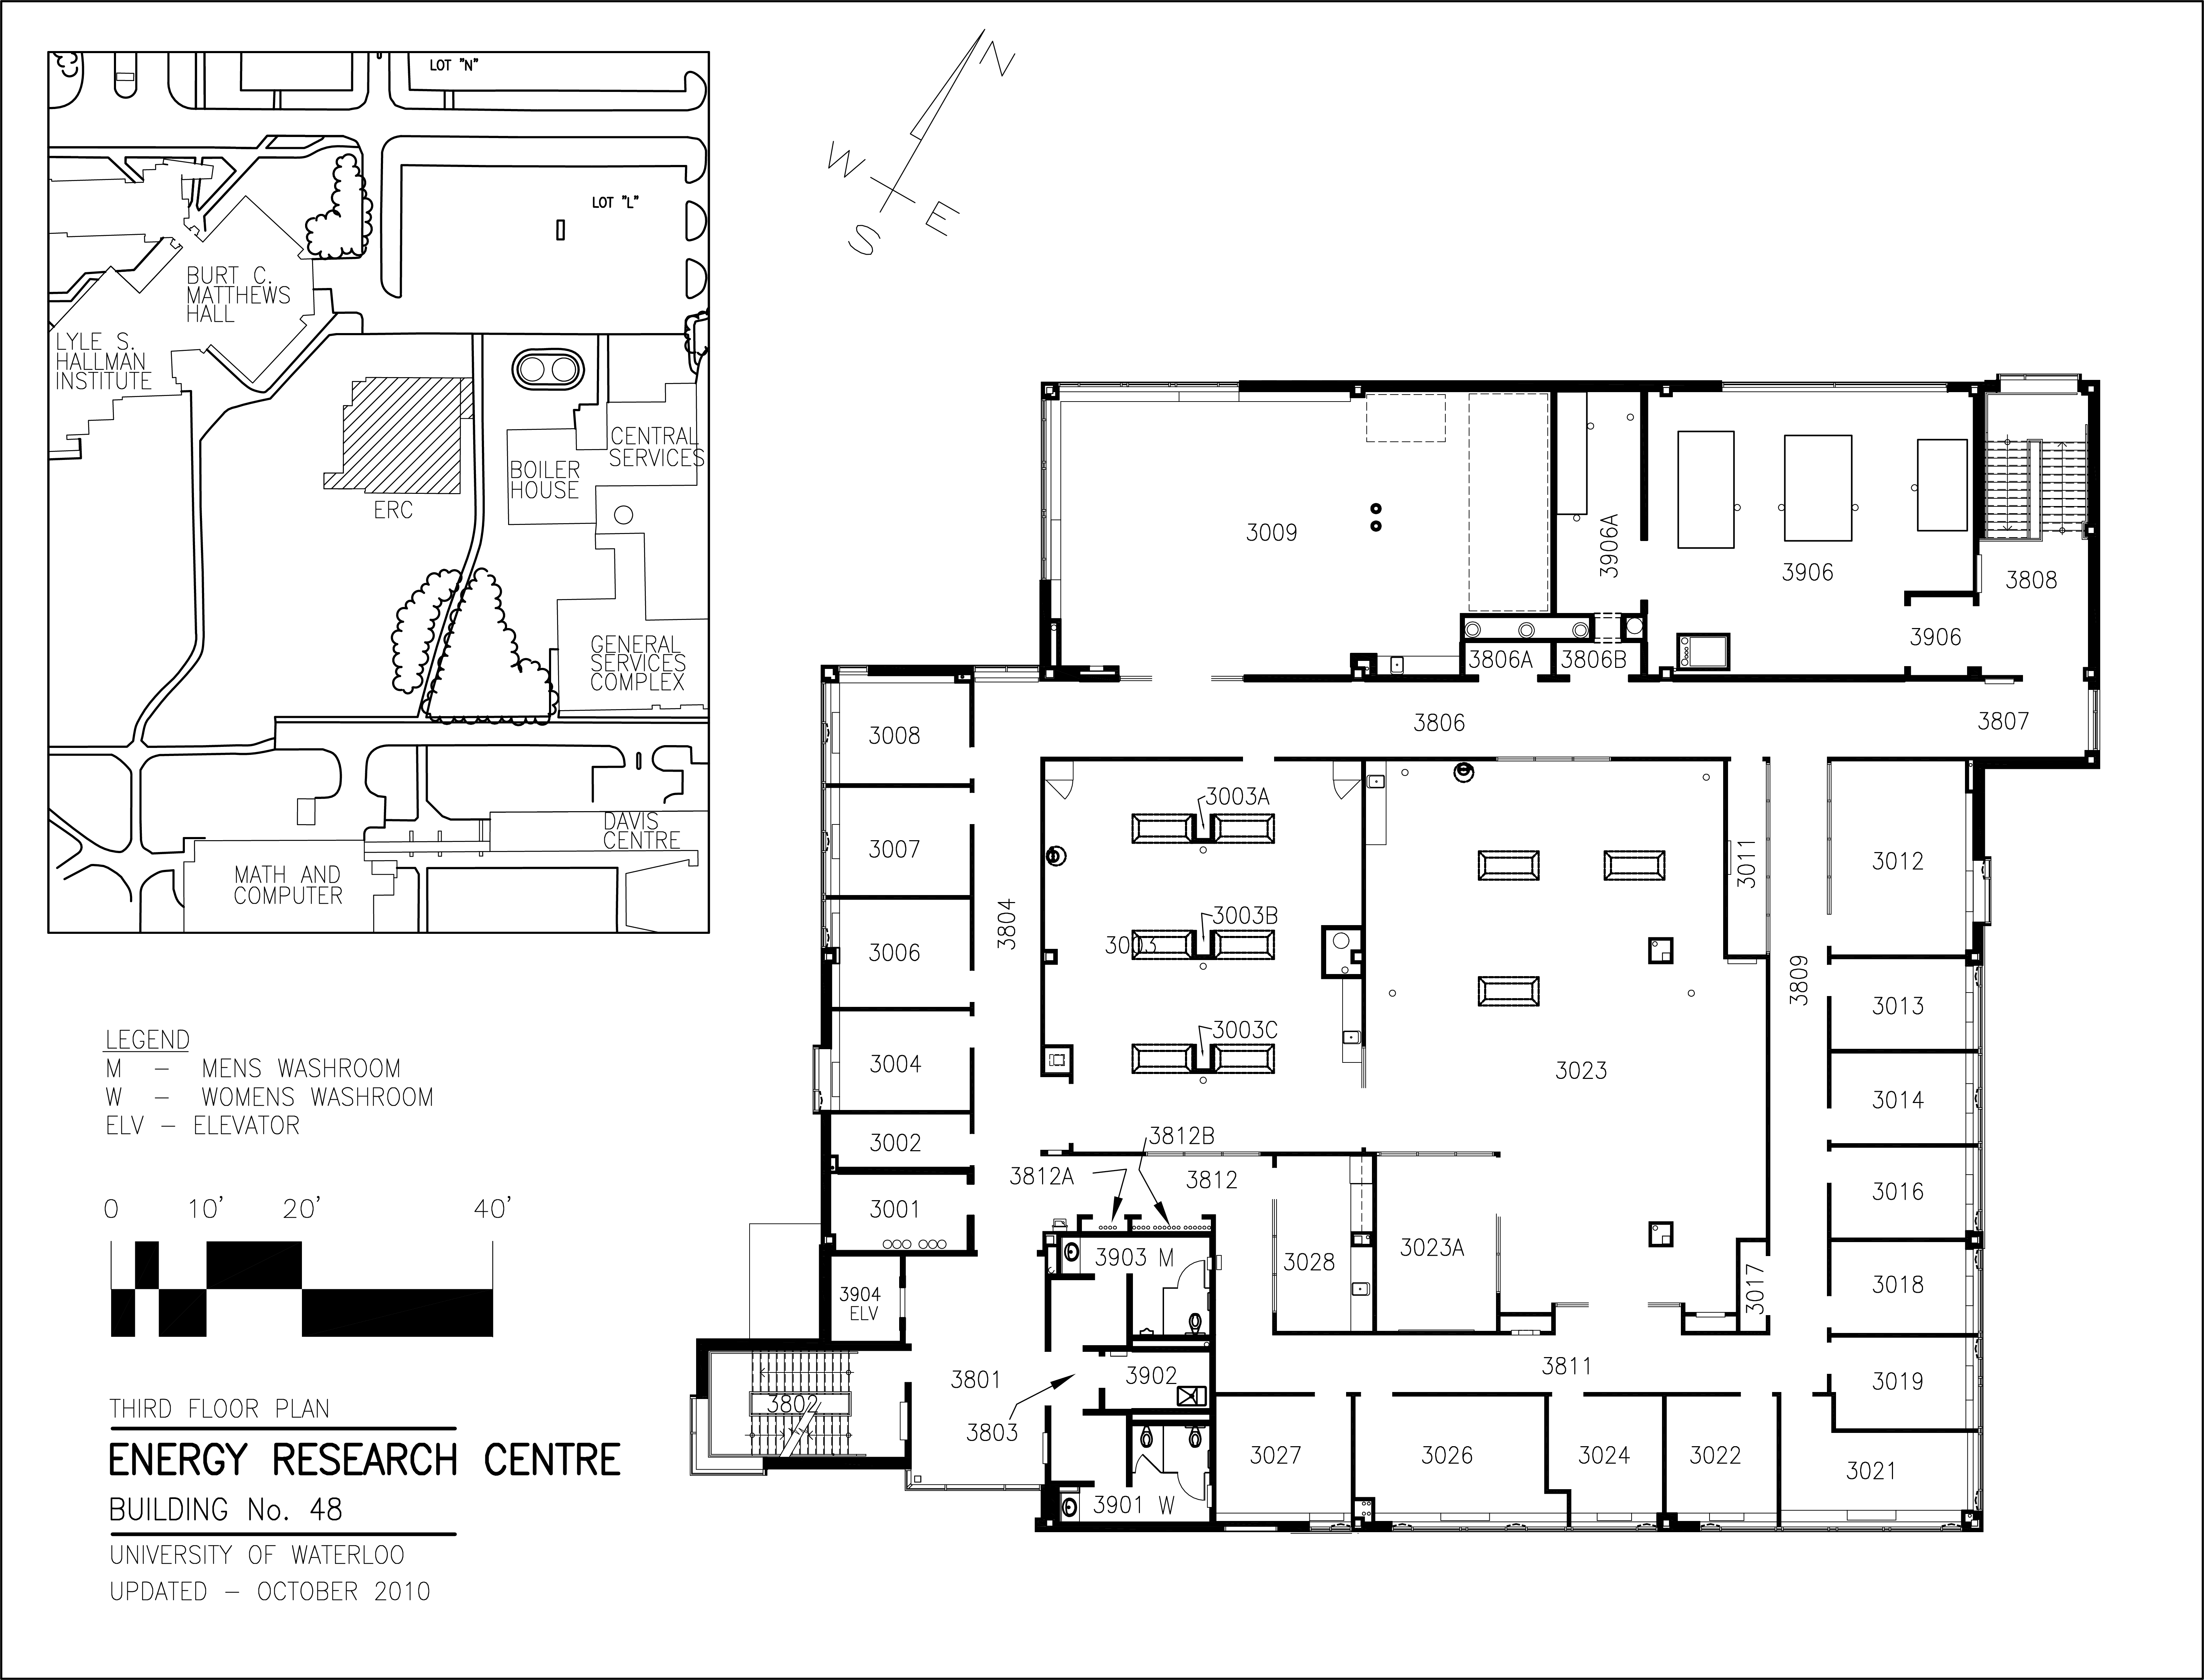 LOT "N"
LOT "L"
BURT C.
MATTHEWS
HALL
LYLE S.
HALLMAN
INSTITUTE
CENTRAL
SERVICES
BOILER
HOUSE
ERC
GENERAL
SERVICES
COMPLEX
DAVIS
CENTRE
MATH AND
COMPUTER
N
W
E
S
3009
3906A
3906
3808
3906
3806A
3806B
3806
3807
3008
3007
3006
3004
3002
3001
3804
3003A
3003B
3003
3003C
3011
3012
3809
3013
3014
3016
3018
3019
3023
3812B
3812A
3812
3903 M
3028
3023A
3017
3904
ELV
3801
3802
3803
3902
3811
3901 W
3027
3026
3024
3022
3021
LEGEND
M – MENS WASHROOM
W – WOMENS WASHROOM
ELV – ELEVATOR
0 10' 20' 40'
THIRD FLOOR PLAN
ENERGY RESEARCH CENTRE
BUILDING No. 48
UNIVERSITY OF WATERLOO
UPDATED – OCTOBER 2010